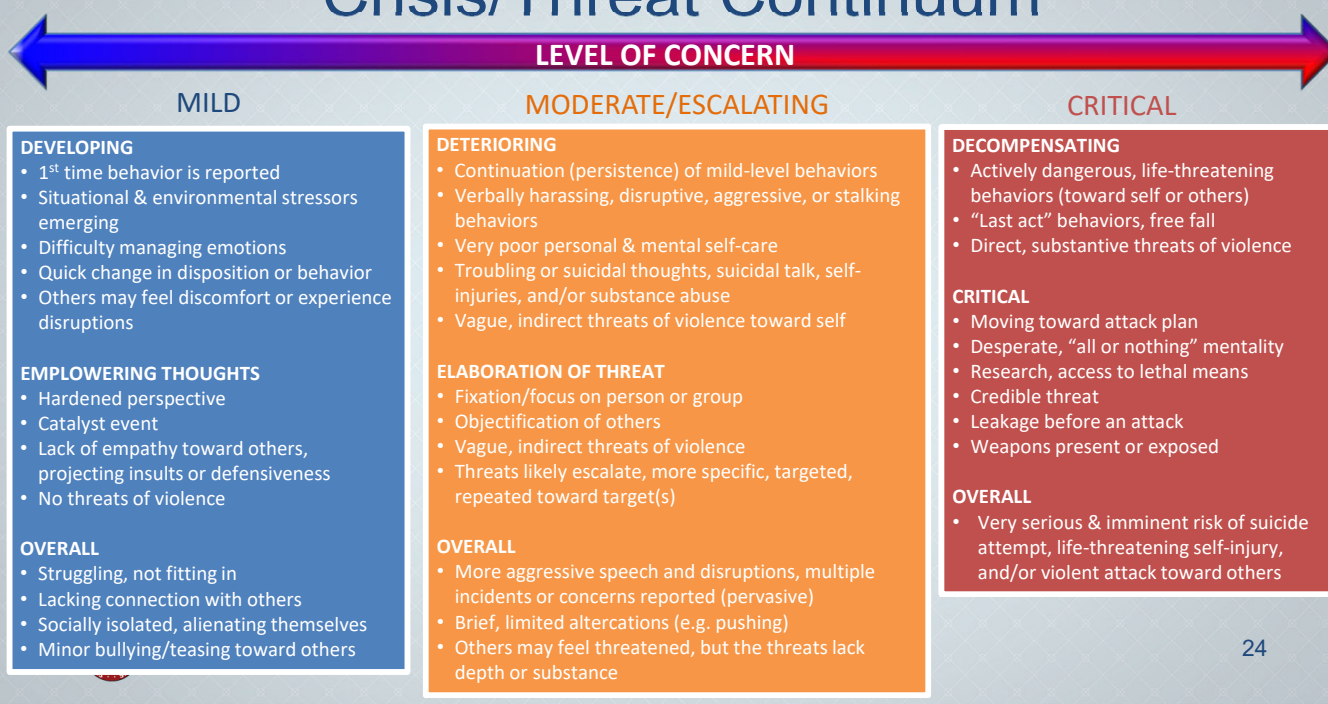 Crisis/Threat Continuum
LEVEL OF CONCERN
MILD
DEVELOPING
• 1st time behavior is reported
• Situational & environmental stressors
emerging
• Difficulty managing emotions
• Quick change in disposition or behavior
• Others may feel discomfort or experience
disruptions
EMPLOWERING THOUGHTS
• Hardened perspective
• Catalyst event
• Lack of empathy toward others,
projecting insults or defensiveness
• No threats of violence
OVERALL
• Struggling, not fitting in
• Lacking connection with others
• Socially isolated, alienating themselves
• Minor bullying/teasing toward others
MODERATE/ESCALATING
DETERIORING
• Continuation (persistence) of mild-level behaviors
• Verbally harassing, disruptive, aggressive, or stalking
behaviors
• Very poor personal & mental self-care
• Troubling or suicidal thoughts, suicidal talk, self-
injuries, and/or substance abuse
• Vague, indirect threats of violence toward self
ELABORATION OF THREAT
• Fixation/focus on person or group
• Objectification of others
• Vague, indirect threats of violence
• Threats likely escalate, more specific, targeted,
repeated toward target(s)
OVERALL
• More aggressive speech and disruptions, multiple
incidents or concerns reported (pervasive)
• Brief, limited altercations (e.g. pushing)
• Others may feel threatened, but the threats lack
depth or substance
CRITICAL
DECOMPENSATING
• Actively dangerous, life-threatening
behaviors (toward self or others)
• “Last act” behaviors, free fall
• Direct, substantive threats of violence
CRITICAL
• Moving toward attack plan
• Desperate, “all or nothing” mentality
• Research, access to lethal means
• Credible threat
• Leakage before an attack
• Weapons present or exposed
OVERALL
• Very serious & imminent risk of suicide
attempt, life-threatening self-injury,
and/or violent attack toward others
24